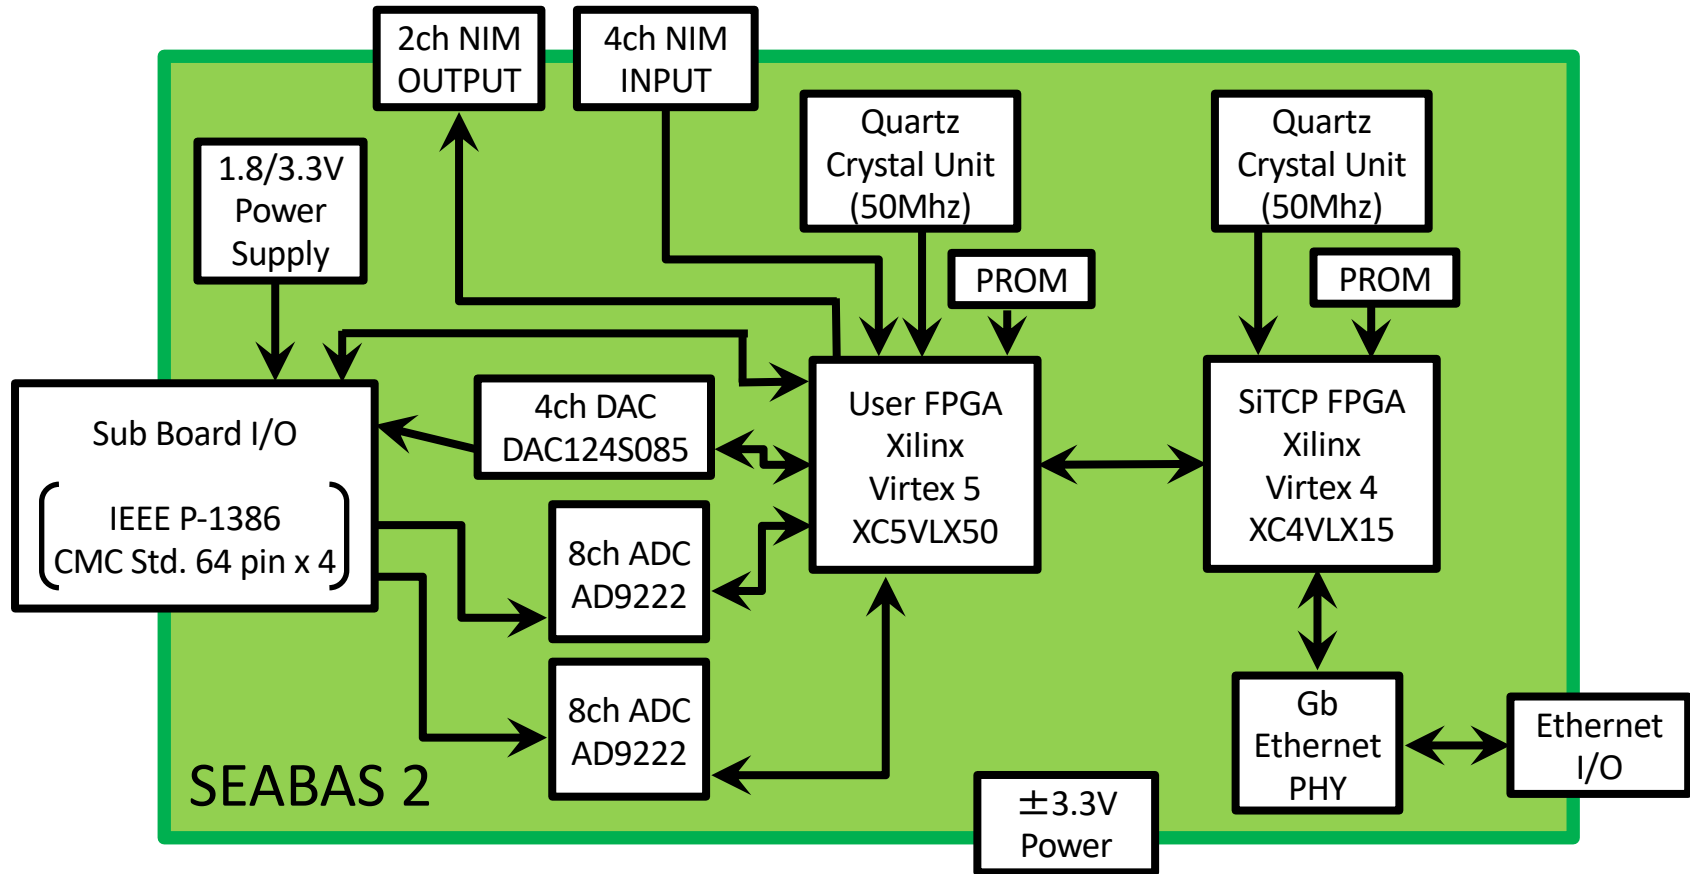 2ch NIM
OUTPUT
4ch NIM
INPUT
1.8/3.3V
Power
Supply
Quartz
Crystal Unit
(50Mhz)
PROM
Quartz
Crystal Unit
(50Mhz)
PROM
Sub Board I/O
IEEE P-1386
CMC Std. 64 pin x 4
4ch DAC
DAC124S085
8ch ADC
AD9222
8ch ADC
AD9222
User FPGA
Xilinx
Virtex 5
XC5VLX50
SiTCP FPGA
Xilinx
Virtex 4
XC4VLX15
Gb
Ethernet
PHY
Ethernet
I/O
SEABAS 2
±3.3V
Power